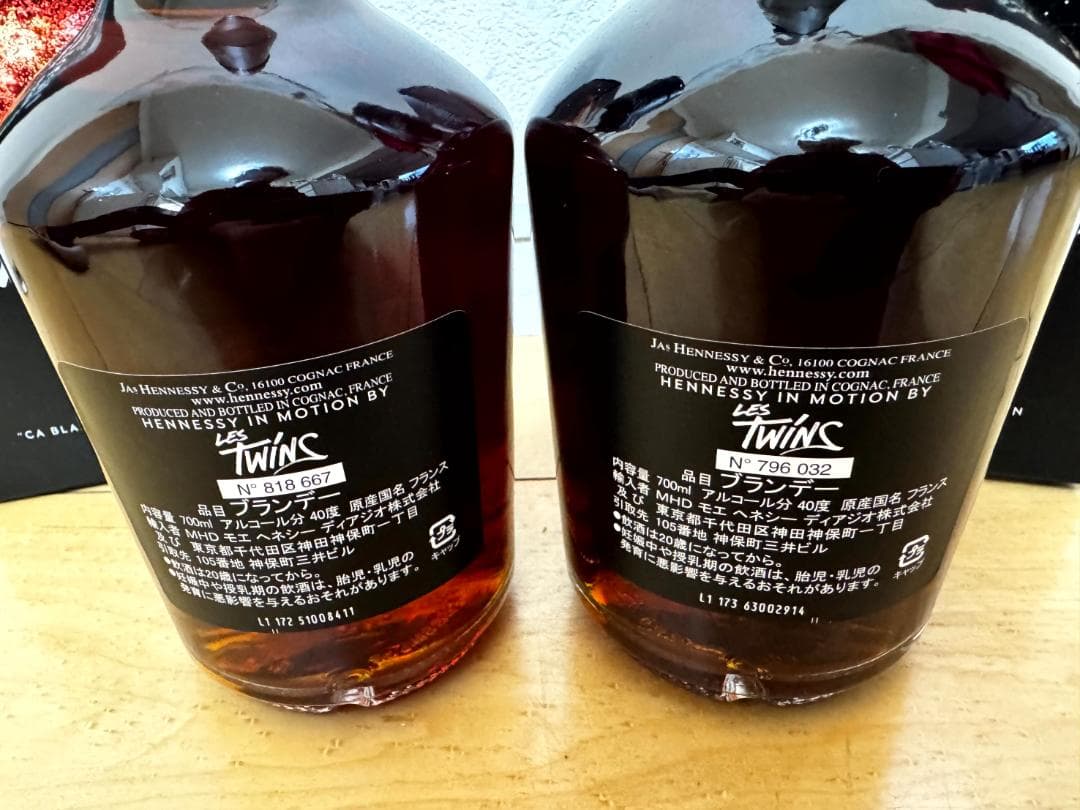 "CA BLA
JAS HENNESSY & Co, 16100 COGNAC FRANCE
www.hennessy.com
PRODUCED AND BOTTLED IN COGNAC, FRANCE
HENNESSY IN MOTION BY
LES
TWINS
N° 818 667
品目 ブランデー
内容量 700ml アルコール分 40度 原産国名 フランス
輸入者 MHD モエ ヘネシー ディアジオ株式会社
及び 東京都千代田区神田神保町一丁目
引取先 105番地 神保町三井ビル
●飲酒は20歳になってから。
●妊娠中や授乳期の飲酒は、胎児・乳児の
発育に悪影響を与えるおそれがあります。
キャップ
L1 172 51008411
JAS HENNESSY & Co, 16100 COGNAC FRANCE
www.hennessy.com
PRODUCED AND BOTTLED IN COGNAC, FRANCE
HENNESSY IN MOTION BY
LES
TWINS
N° 796 032
品目 ブランデー
内容量 700ml アルコール分 40度 原産国名 フランス
輸入者 MHD モエ ヘネシー ディアジオ株式会社
及び 東京都千代田区神田神保町一丁目
引取先 105番地 神保町三井ビル
●飲酒は20歳になってから。
●妊娠中や授乳期の飲酒は、胎児・乳児の
発育に悪影響を与えるおそれがあります。
キャップ
L1 173 63002914
N